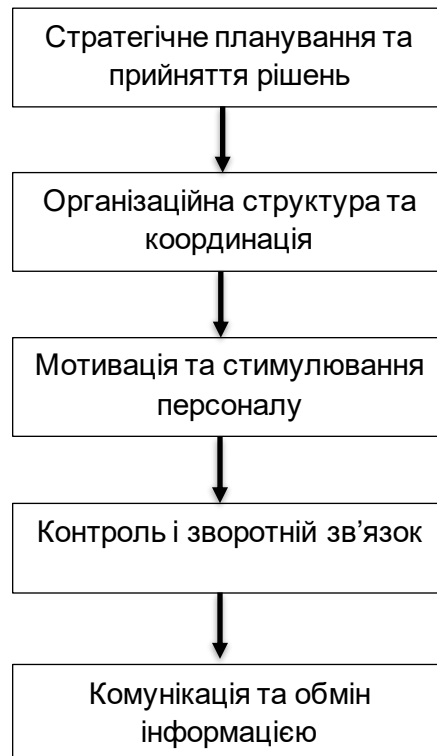 Стратегічне планування та
прийняття рішень
Організаційна структура та
координація
Мотивація та стимулювання
персоналу
Контроль і зворотній зв’язок
Комунікація та обмін
інформацією